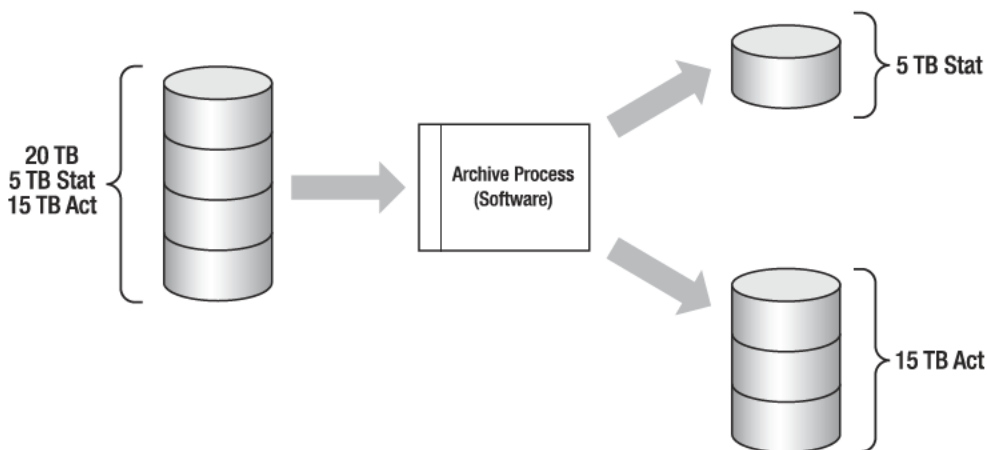 20 TB
5 TB Stat
15 TB Act
Archive Process
(Software)
5 TB Stat
15 TB Act